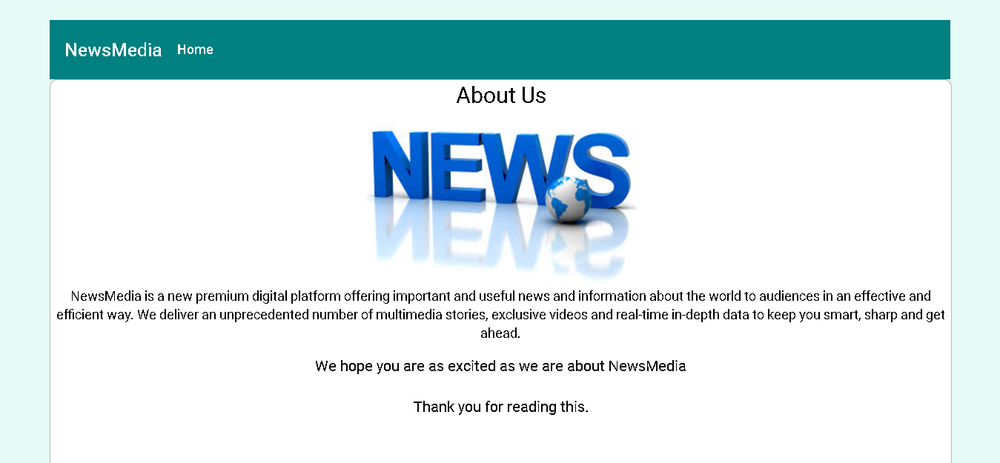 NewsMedia Home
About Us
NEWS
NewsMedia is a new premium digital platform offering important and useful news and information about the world to audiences in an effective and
efficient way. We deliver an unprecedented number of multimedia stories, exclusive videos and real-time in-depth data to keep you smart, sharp and get
ahead.
We hope you are as excited as we are about NewsMedia
Thank you for reading this.